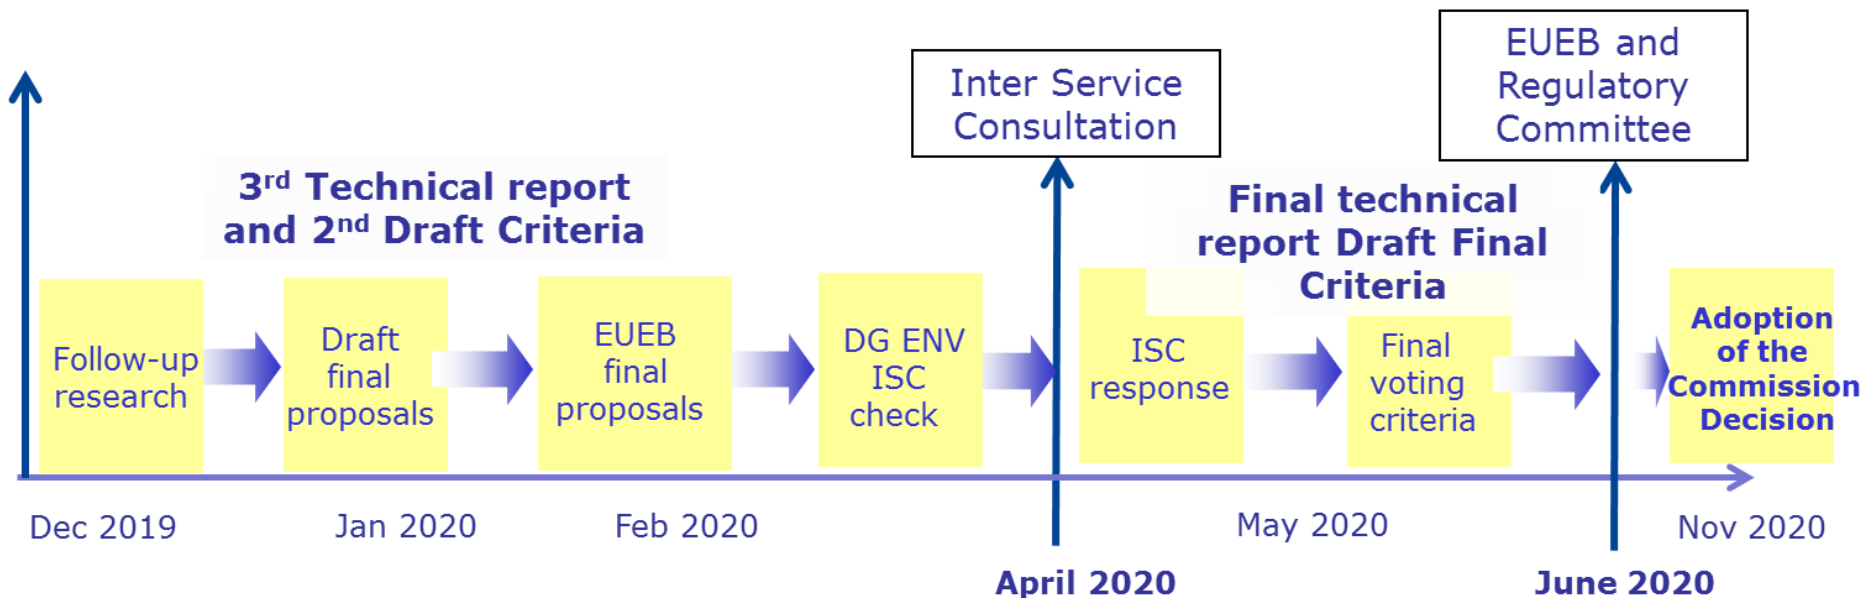 Inter Service
Consultation
EUEB and
Regulatory
Committee
3rd Technical report
and 2nd Draft Criteria
Final technical
report Draft Final
Criteria
Follow-up
research
Draft
final
proposals
EUEB
final
proposals
DG ENV
ISC
check
ISC
response
Final
voting
criteria
Adoption
of the
Commission
Decision
Dec 2019
Jan 2020
Feb 2020
May 2020
Nov 2020
April 2020
June 2020